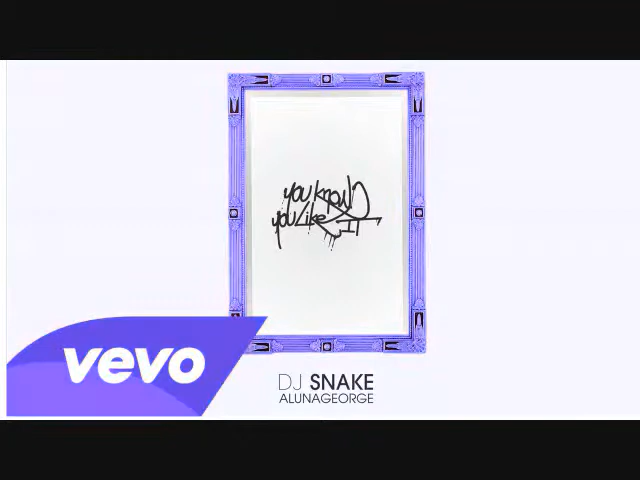 you know
you like it
vevo
DJ SNAKE
ALUNAGEORGE